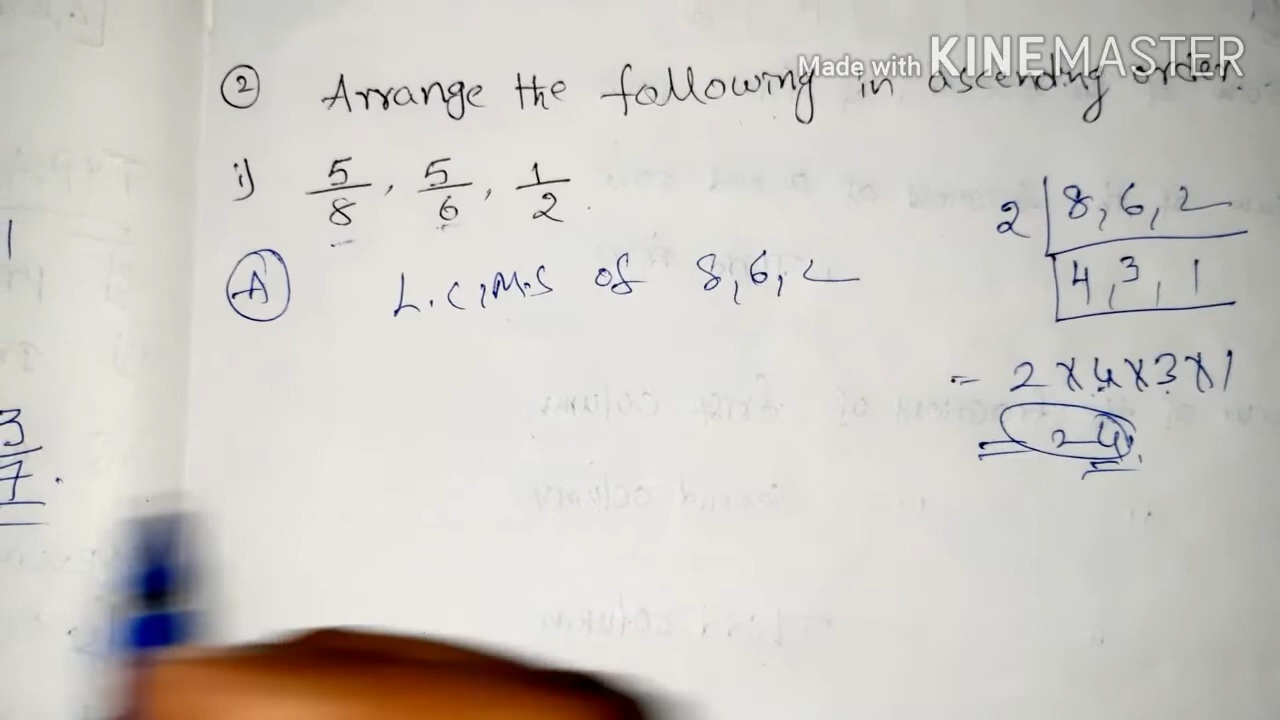 Made with KINEMASTER
② Arrange the following in ascending order.
i) 5/8, 5/6, 1/2.
Ⓐ L.C.M.S of 8, 6, 2
2 | 8, 6, 2
4, 3, 1
= 2 x 4 x 3 x 1
= 24.
1
3/7.